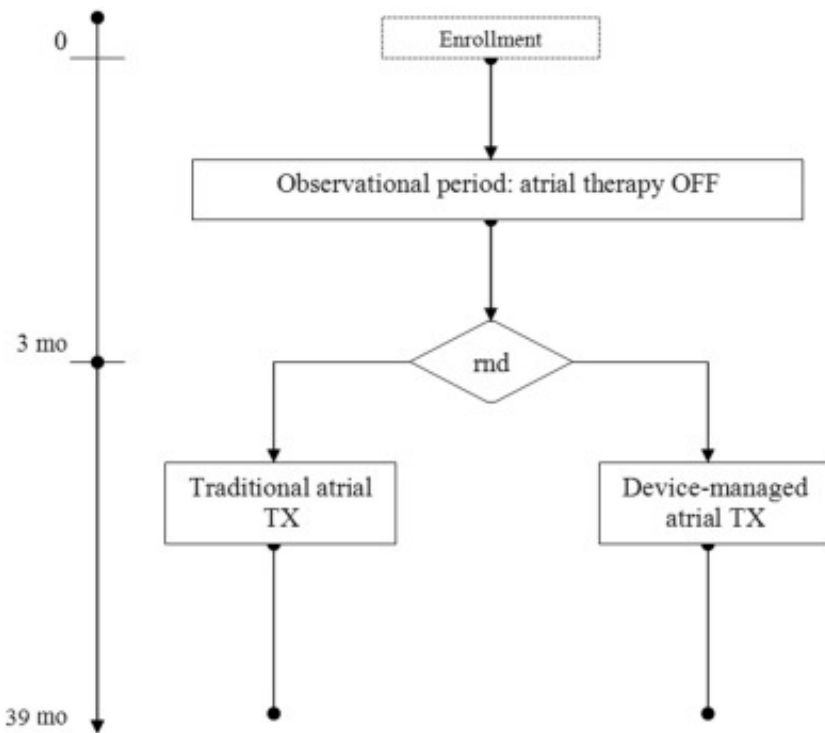 0
Enrollment
Observational period: atrial therapy OFF
3 mo
rnd
Traditional atrial
TX
Device-managed
atrial TX
39 mo